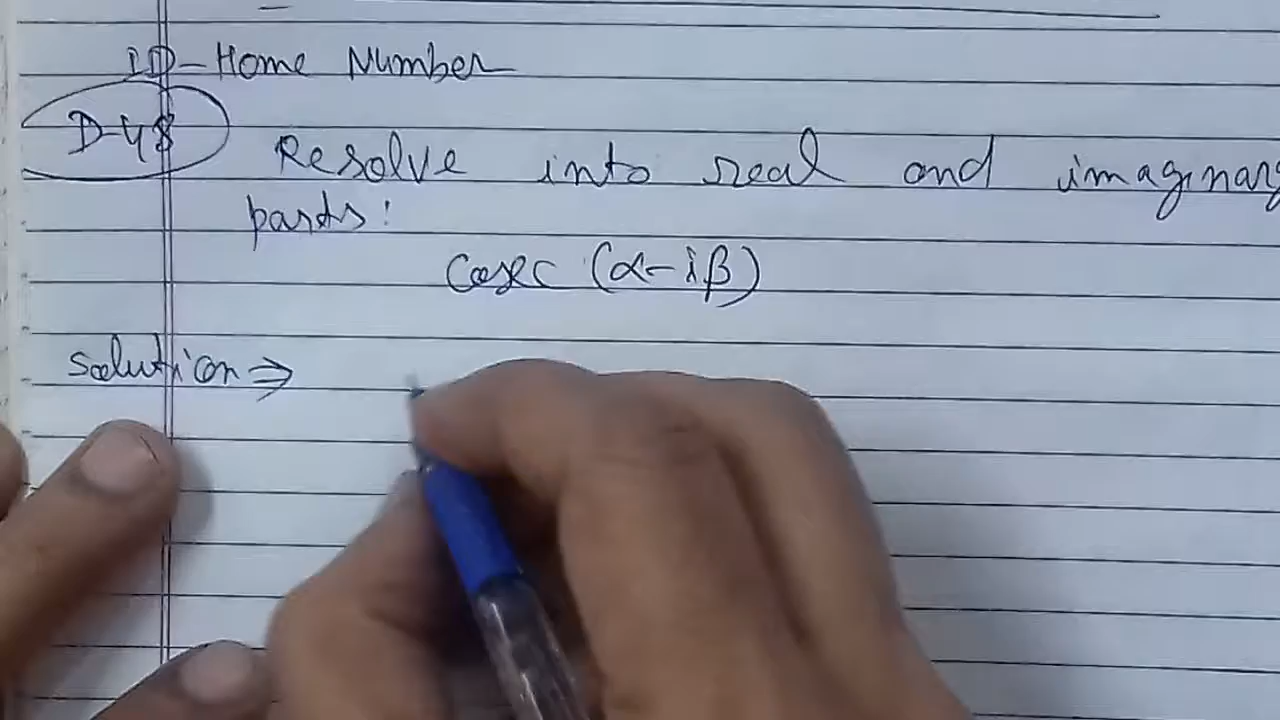 ID-Home Number
D-48 Resolve into real and imaginary
parts:
Cosec (α-iβ)
Solution ⇒